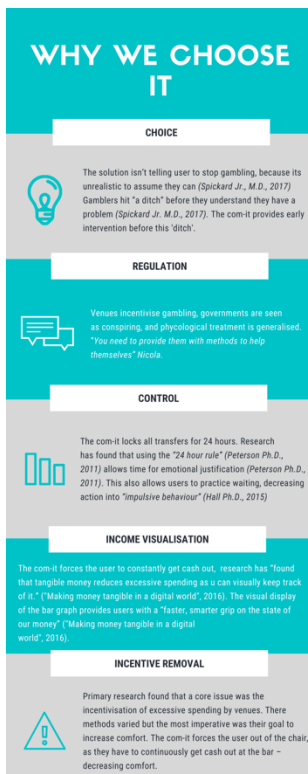 WHY WE CHOOSE
IT
CHOICE
The solution isn't telling user to stop gambling, because its
unrealistic to assume they can (Spickard Jr., M.D., 2017)
Gamblers hit "a ditch" before they understand they have a
problem (Spickard Jr. M.D., 2017). The com-it provides early
intervention before this 'ditch'.
REGULATION
Venues incentivise gambling, governments are seen
as conspiring, and phycological treatment is generalised.
"You need to provide them with methods to help
themselves" Nicola.
CONTROL
The com-it locks all transfers for 24 hours. Research
has found that using the "24 hour rule" (Peterson Ph.D.,
2011) allows time for emotional justification (Peterson Ph.D.,
2011). This also allows users to practice waiting, decreasing
action into "impulsive behaviour" (Hall Ph.D., 2015)
INCOME VISUALISATION
The com-it forces the user to constantly get cash out, research has "found
that tangible money reduces excessive spending as u can visually keep track
of it." ("Making money tangible in a digital world", 2016). The visual display
of the bar graph provides users with a "faster, smarter grip on the state of
our money" ("Making money tangible in a digital
world", 2016).
INCENTIVE REMOVAL
Primary research found that a core issue was the
incentivisation of excessive spending by venues. There
methods varied but the most imperative was their goal to
increase comfort. The com-it forces the user out of the chair,
as they have to continuously get cash out at the bar –
decreasing comfort.